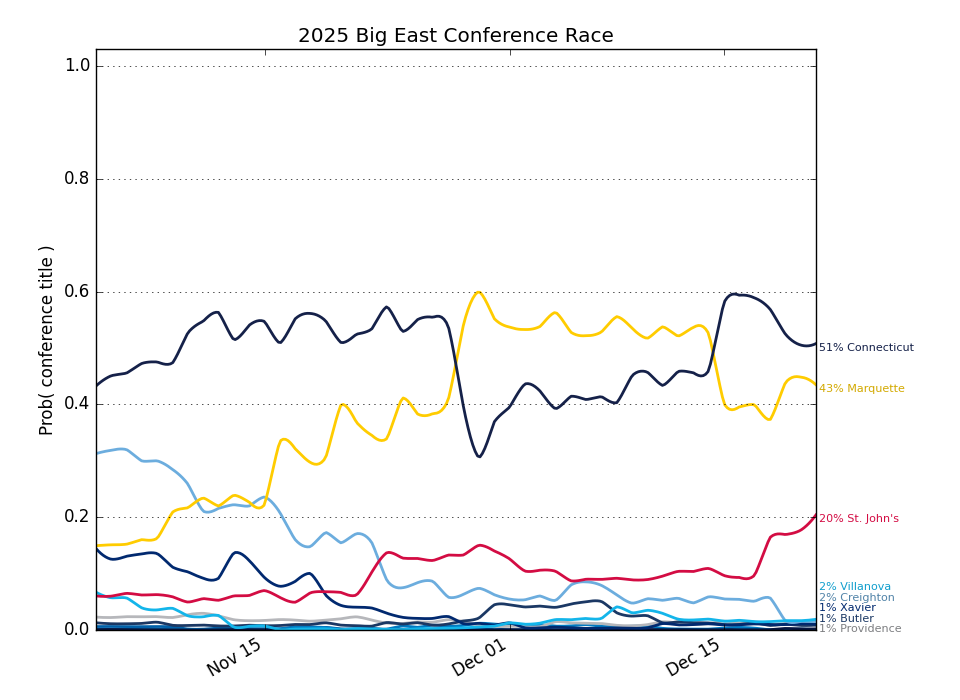 2025 Big East Conference Race
1.0
0.8
0.6
0.4
0.2
0.0
Prob( conference title )
Nov 15
Dec 01
Dec 15
51% Connecticut
43% Marquette
20% St. John's
2% Villanova
2% Creighton
1% Xavier
1% Butler
1% Providence